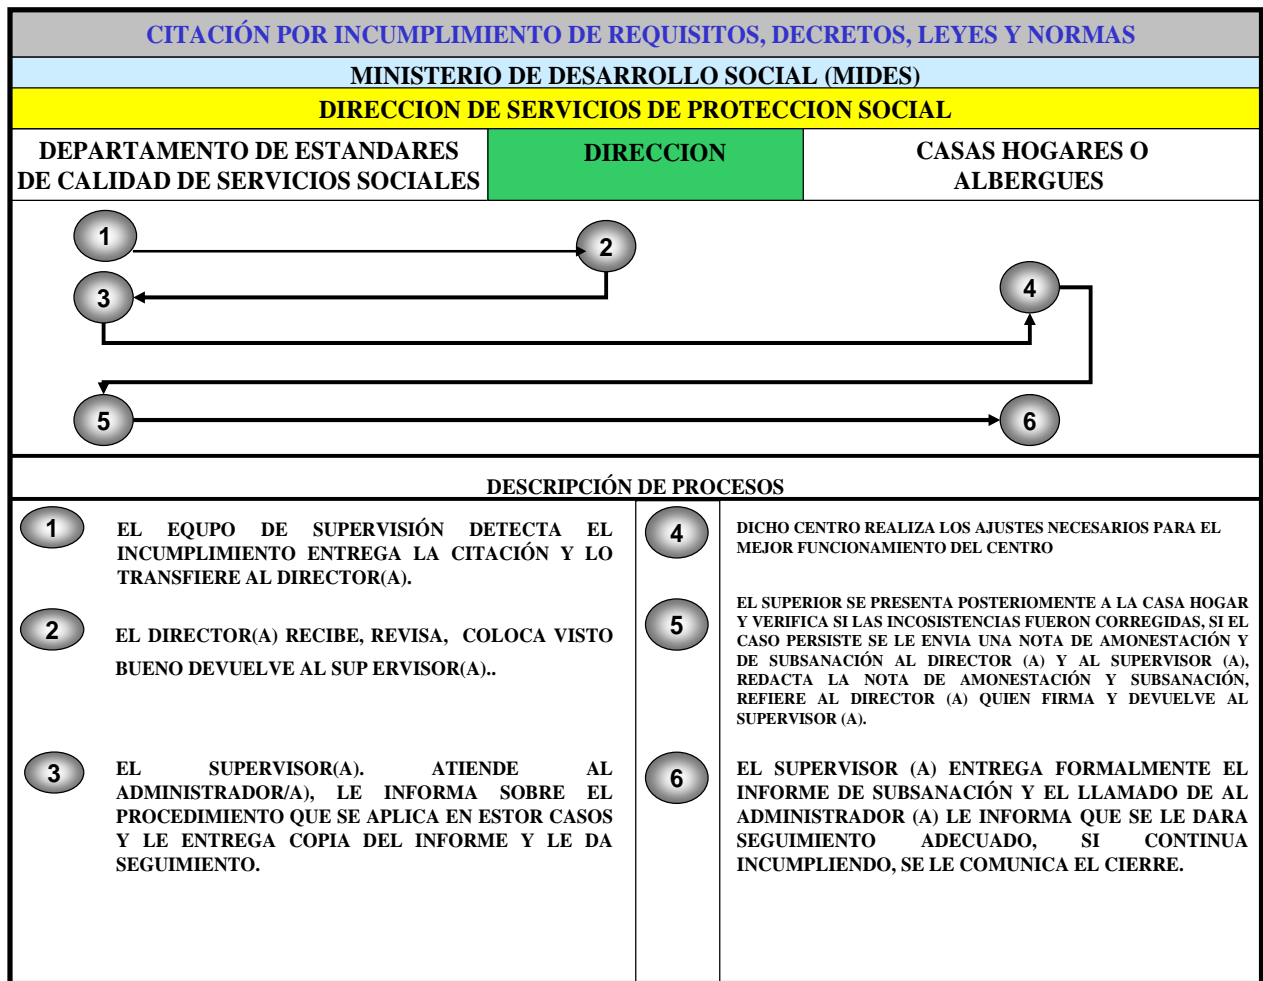 CITACIÓN POR INCUMPLIMIENTO DE REQUISITOS, DECRETOS, LEYES Y NORMAS
MINISTERIO DE DESARROLLO SOCIAL (MIDES)
DIRECCION DE SERVICIOS DE PROTECCION SOCIAL
DEPARTAMENTO DE ESTANDARES
DE CALIDAD DE SERVICIOS SOCIALES
DIRECCION
CASAS HOGARES O
ALBERGUES
1
2
3
4
5
6
DESCRIPCIÓN DE PROCESOS
1
EL EQUPO DE SUPERVISIÓN DETECTA EL
INCUMPLIMIENTO ENTREGA LA CITACIÓN Y LO
TRANSFIERE AL DIRECTOR(A).
2
EL DIRECTOR(A) RECIBE, REVISA, COLOCA VISTO
BUENO DEVUELVE AL SUP ERVISOR(A)..
3
EL SUPERVISOR(A). ATIENDE AL
ADMINISTRADOR/A), LE INFORMA SOBRE EL
PROCEDIMIENTO QUE SE APLICA EN ESTOR CASOS
Y LE ENTREGA COPIA DEL INFORME Y LE DA
SEGUIMIENTO.
4
DICHO CENTRO REALIZA LOS AJUSTES NECESARIOS PARA EL
MEJOR FUNCIONAMIENTO DEL CENTRO
5
EL SUPERIOR SE PRESENTA POSTERIOMENTE A LA CASA HOGAR
Y VERIFICA SI LAS INCOSISTENCIAS FUERON CORREGIDAS, SI EL
CASO PERSISTE SE LE ENVIA UNA NOTA DE AMONESTACIÓN Y
DE SUBSANACIÓN AL DIRECTOR (A) Y AL SUPERVISOR (A),
REDACTA LA NOTA DE AMONESTACIÓN Y SUBSANACIÓN,
REFIERE AL DIRECTOR (A) QUIEN FIRMA Y DEVUELVE AL
SUPERVISOR (A).
6
EL SUPERVISOR (A) ENTREGA FORMALMENTE EL
INFORME DE SUBSANACIÓN Y EL LLAMADO DE AL
ADMINISTRADOR (A) LE INFORMA QUE SE LE DARA
SEGUIMIENTO ADECUADO, SI CONTINUA
INCUMPLIENDO, SE LE COMUNICA EL CIERRE.